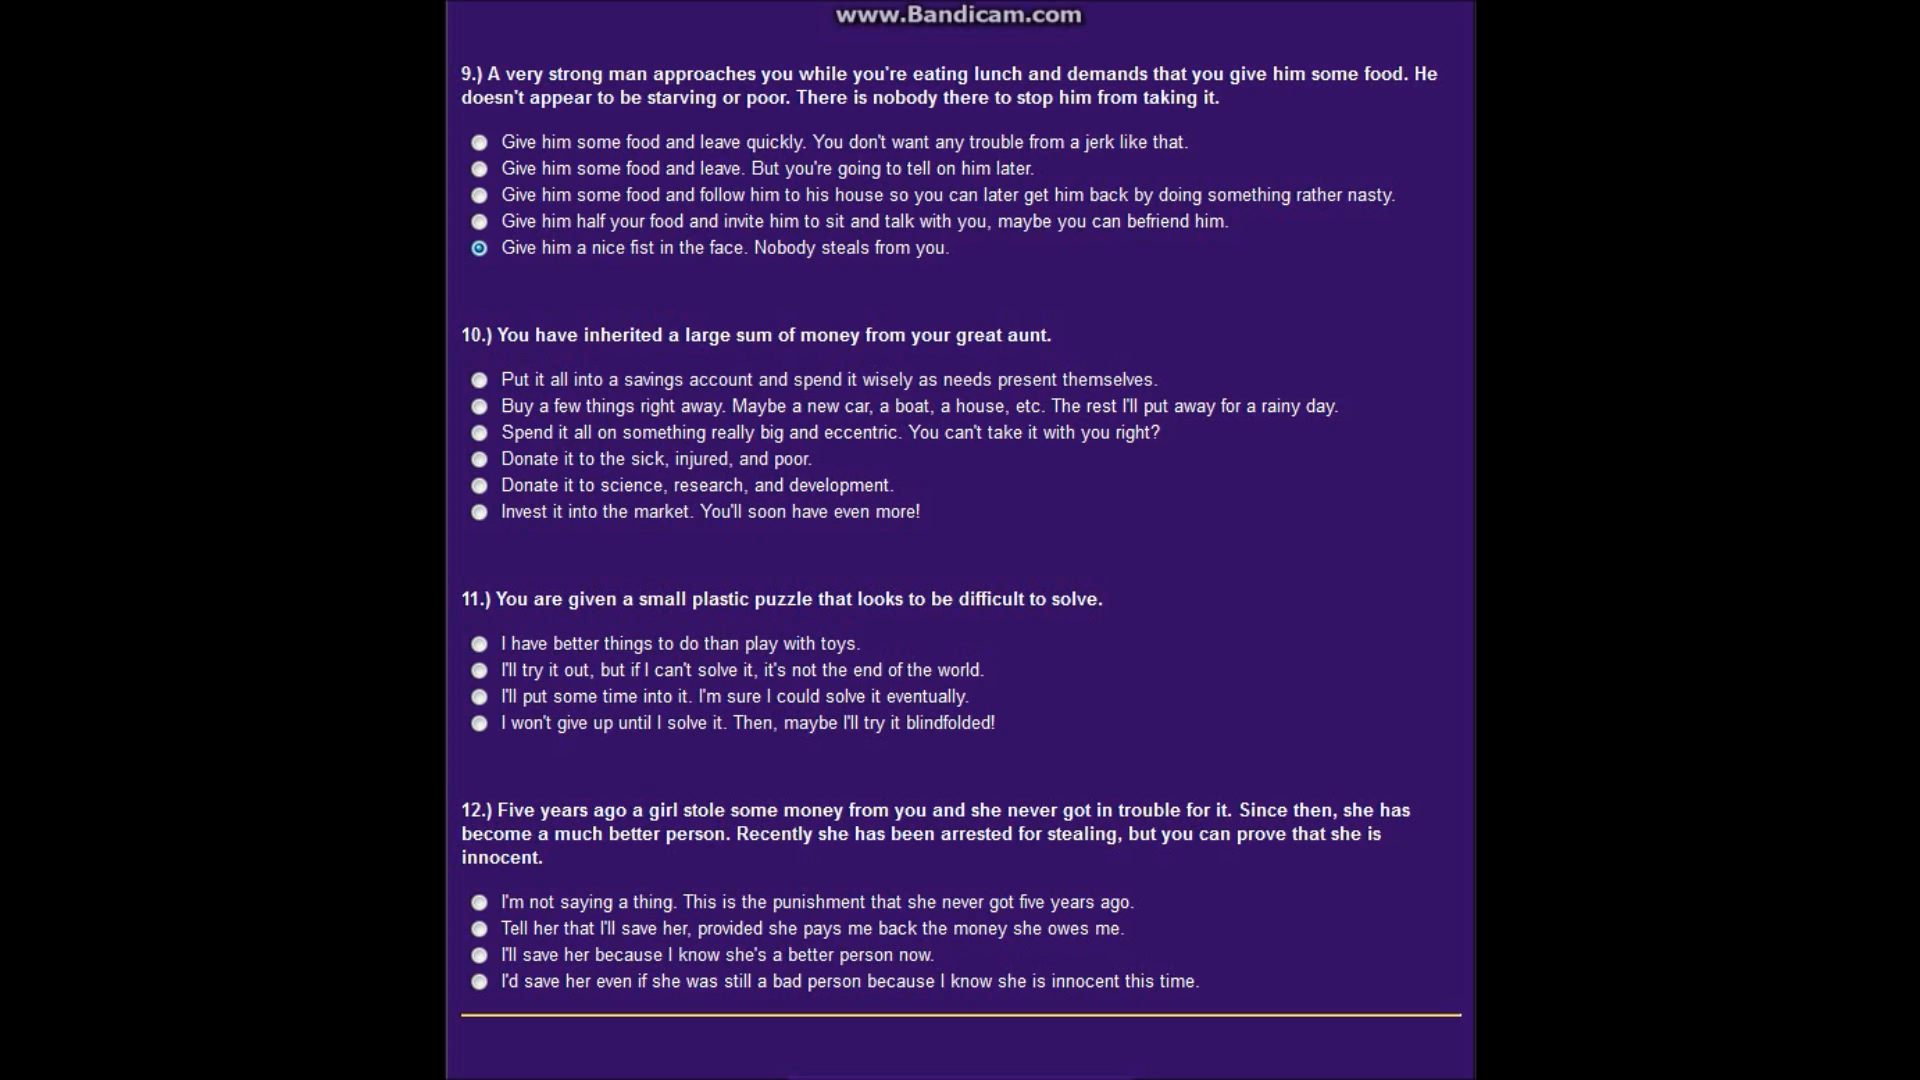 www.Bandicam.com
9.) A very strong man approaches you while you're eating lunch and demands that you give him some food. He
doesn't appear to be starving or poor. There is nobody there to stop him from taking it.
Give him some food and leave quickly. You don't want any trouble from a jerk like that.
Give him some food and leave. But you're going to tell on him later.
Give him some food and follow him to his house so you can later get him back by doing something rather nasty.
Give him half your food and invite him to sit and talk with you, maybe you can befriend him.
Give him a nice fist in the face. Nobody steals from you.
10.) You have inherited a large sum of money from your great aunt.
Put it all into a savings account and spend it wisely as needs present themselves.
Buy a few things right away. Maybe a new car, a boat, a house, etc. The rest I'll put away for a rainy day.
Spend it all on something really big and eccentric. You can't take it with you right?
Donate it to the sick, injured, and poor.
Donate it to science, research, and development.
Invest it into the market. You'll soon have even more!
11.) You are given a small plastic puzzle that looks to be difficult to solve.
I have better things to do than play with toys.
I'll try it out, but if I can't solve it, it's not the end of the world.
I'll put some time into it. I'm sure I could solve it eventually.
I won't give up until I solve it. Then, maybe I'll try it blindfolded!
12.) Five years ago a girl stole some money from you and she never got in trouble for it. Since then, she has
become a much better person. Recently she has been arrested for stealing, but you can prove that she is
innocent.
I'm not saying a thing. This is the punishment that she never got five years ago.
Tell her that I'll save her, provided she pays me back the money she owes me.
I'll save her because I know she's a better person now.
I'd save her even if she was still a bad person because I know she is innocent this time.